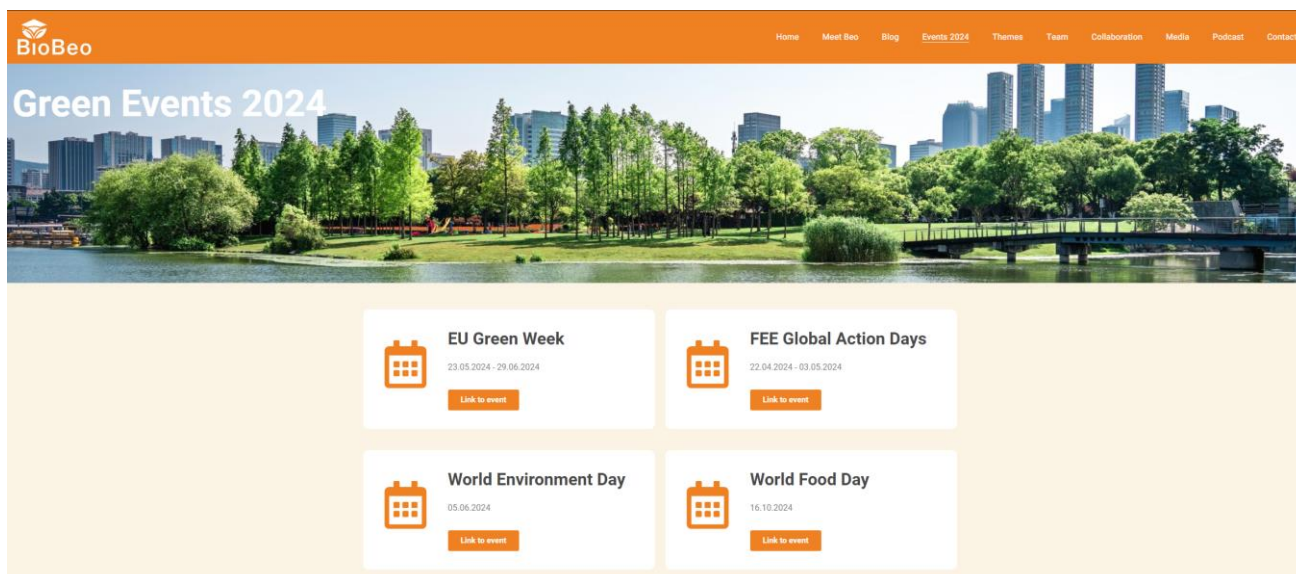 BioBeo
Home Meet Beo Blog Events 2024 Themes Team Collaboration Media Podcast Contact
Green Events 2024
EU Green Week
23.05.2024 - 29.06.2024
Link to event
FEE Global Action Days
22.04.2024 - 03.05.2024
Link to event
World Environment Day
05.06.2024
Link to event
World Food Day
16.10.2024
Link to event